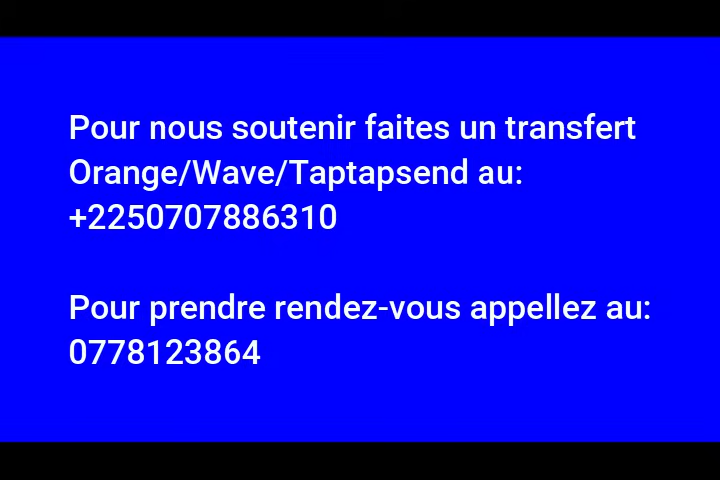 Pour nous soutenir faites un transfert
Orange/Wave/Taptapsend au:
+2250707886310
Pour prendre rendez-vous appellez au:
0778123864